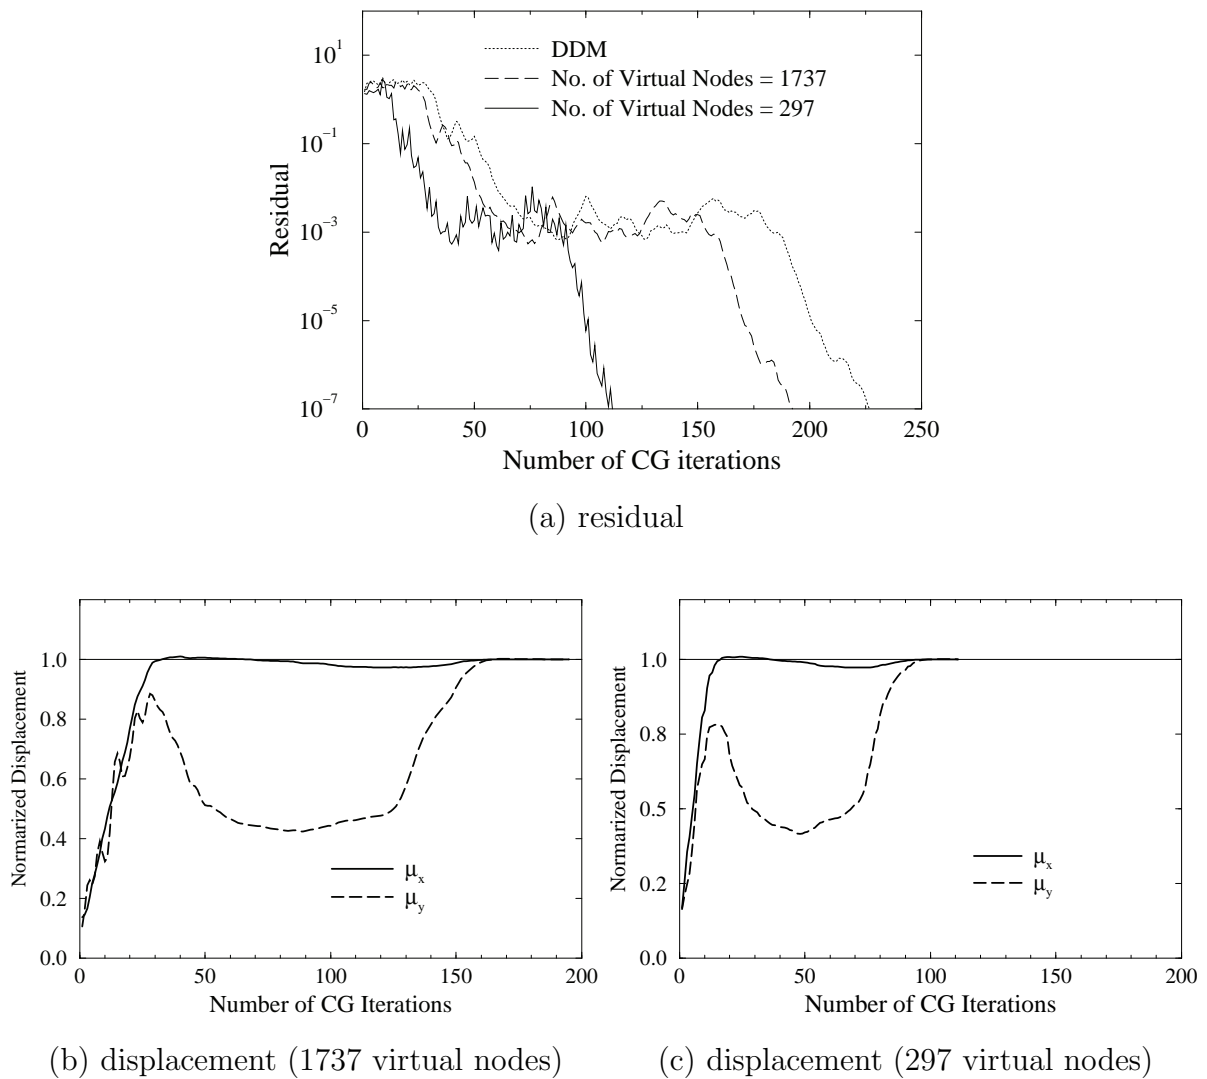 10^1
10^−1
10^−3
10^−5
10^−7
Residual
DDM
No. of Virtual Nodes = 1737
No. of Virtual Nodes = 297
0 50 100 150 200 250
Number of CG iterations
(a) residual
1.0
0.8
0.6
0.4
0.2
0.0
Normarized Displacement
μ_x
μ_y
0 50 100 150 200
Number of CG Iterations
(b) displacement (1737 virtual nodes)
1.0
0.8
0.5
0.2
0.0
Normarized Displacement
μ_x
μ_y
0 50 100 150 200
Number of CG Iterations
(c) displacement (297 virtual nodes)